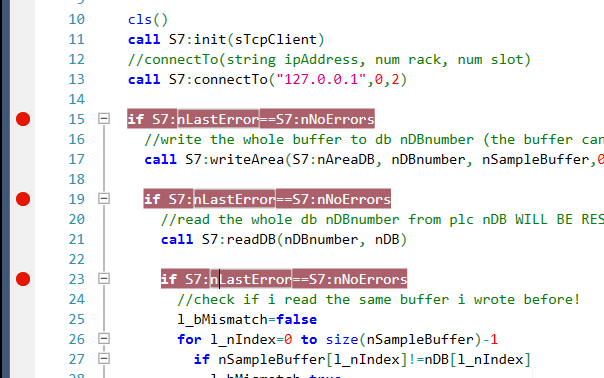 10 cls()
11 call S7:init(sTcpClient)
12 //connectTo(string ipAddress, num rack, num slot)
13 call S7:connectTo("127.0.0.1",0,2)
14
15 if S7:nLastError==S7:nNoErrors
16 //write the whole buffer to db nDBnumber (the buffer can
17 call S7:writeArea(S7:nAreaDB, nDBnumber, nSampleBuffer,0
18
19 if S7:nLastError==S7:nNoErrors
20 //read the whole db nDBnumber from plc nDB WILL BE RES
21 call S7:readDB(nDBnumber, nDB)
22
23 if S7:nLastError==S7:nNoErrors
24 //check if i read the same buffer i wrote before!
25 l_bMismatch=false
26 for l_nIndex=0 to size(nSampleBuffer)-1
27 if nSampleBuffer[l_nIndex]!=nDB[l_nIndex]
28 l_bMismatch=true